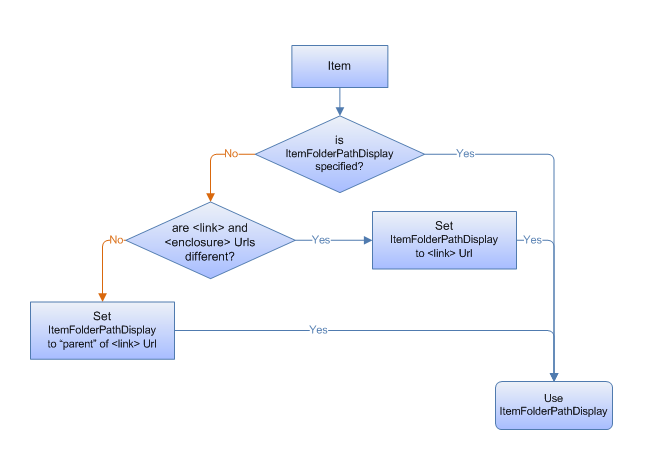 Item
is
ItemFolderPathDisplay
specified?
No
Yes
are <link> and
<enclosure> Urls
different?
No
Yes
Set
ItemFolderPathDisplay
to <link> Url
Yes
Set
ItemFolderPathDisplay
to “parent” of <link> Url
Yes
Use
ItemFolderPathDisplay